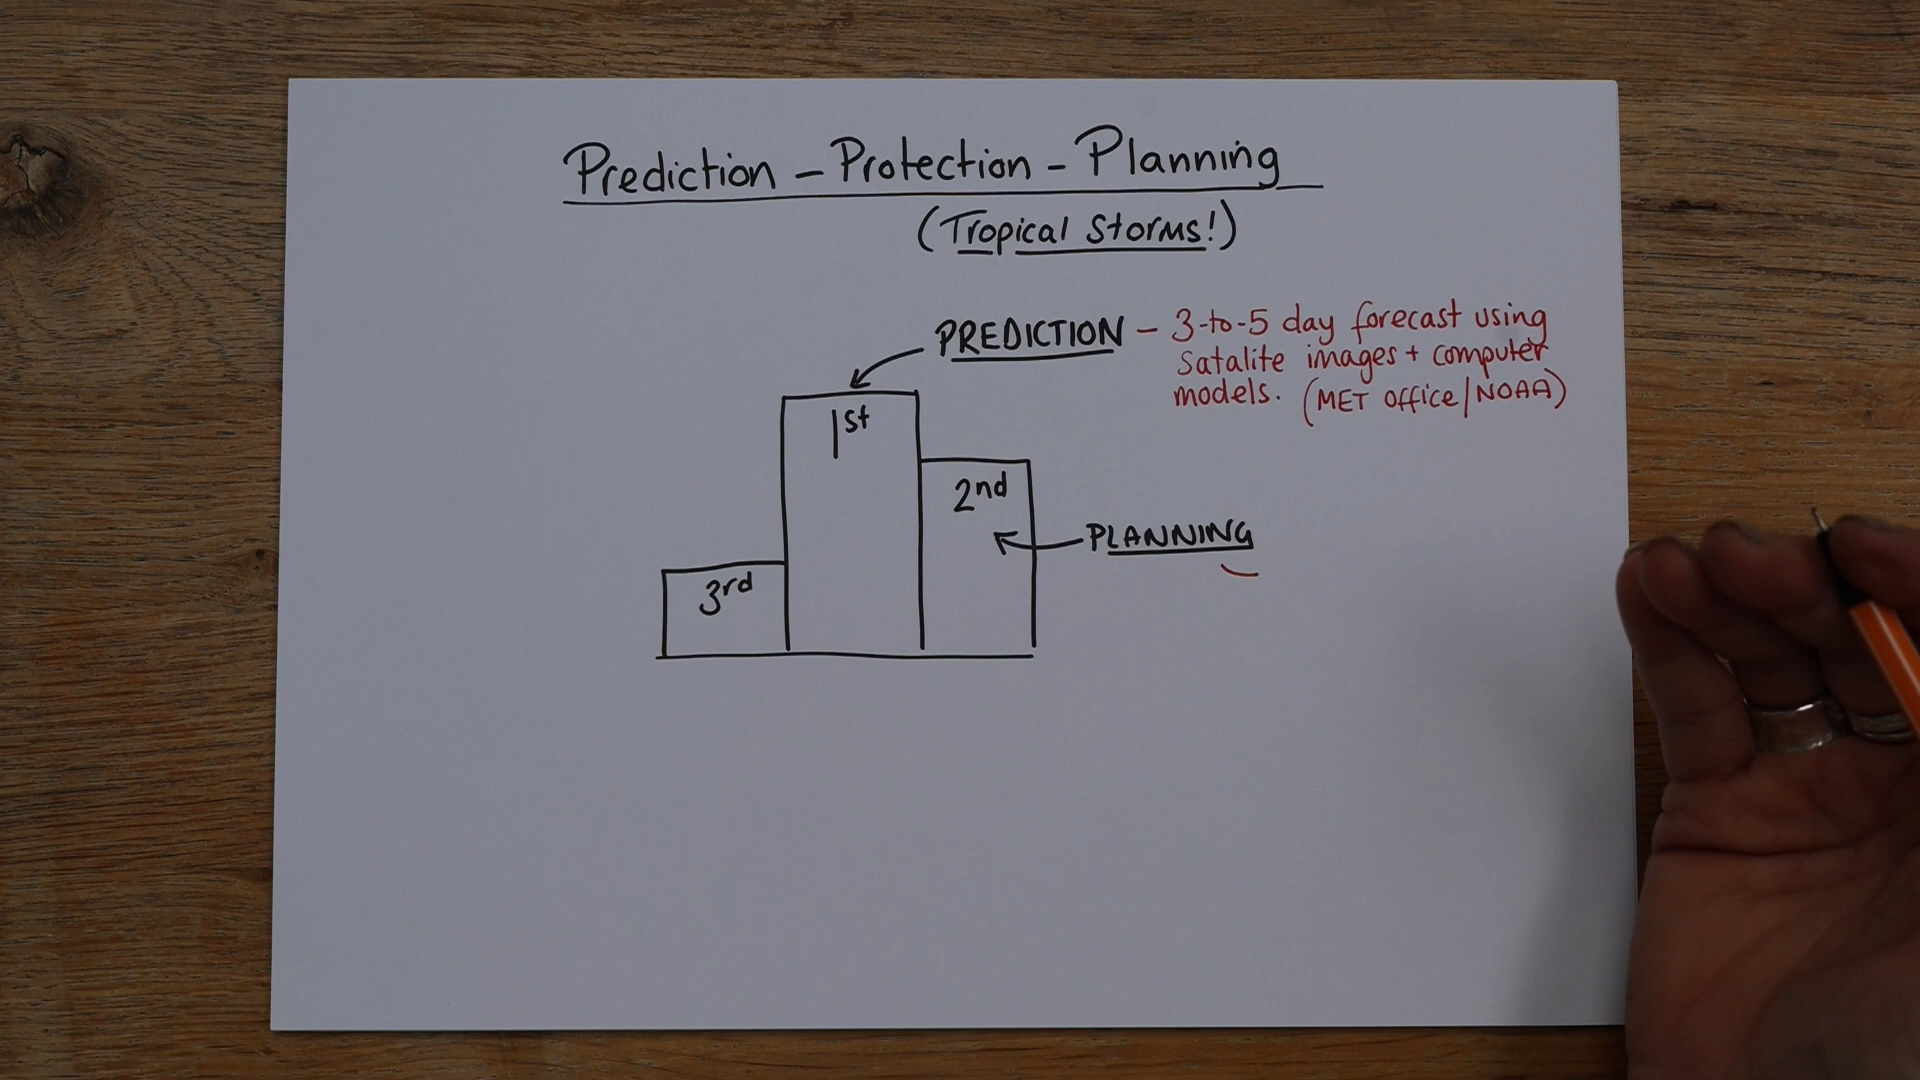 Prediction - Protection - Planning
(Tropical Storms!)
PREDICTION - 3-to-5 day forecast using
Satalite images + computer
models. (MET office/NOAA)
1st
2nd
PLANNING
3rd